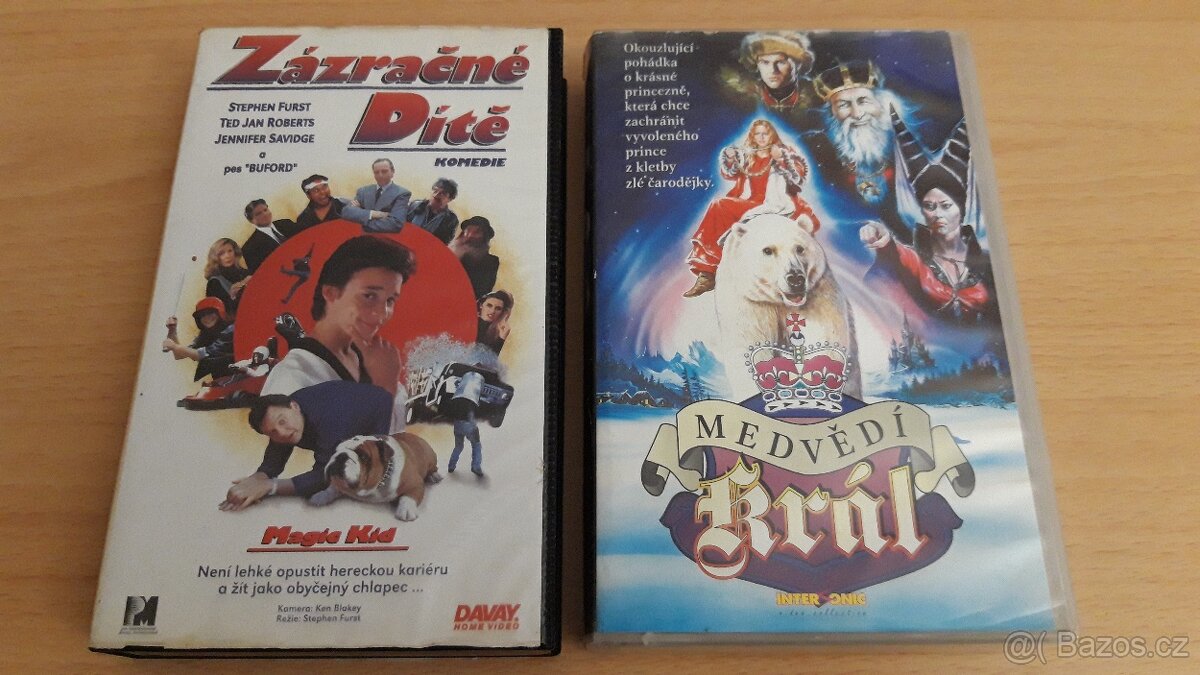 Zázračné
Dítě
KOMEDIE
STEPHEN FURST
TED JAN ROBERTS
JENNIFER SAVIDGE
a
pes "BUFORD"
Magic Kid
Není lehké opustit hereckou kariéru
a žít jako obyčejný chlapec ...
Kamera: Ken Blakey
Režie: Stephen Furst
DAVAY
HOME VIDEO
Okouzlující
pohádka
o krásné
princezně,
která chce
zachránit
vyvoleného
prince
z kletby
zlé čarodějky.
MEDVĚDÍ
Král
INTERSONIC
Bazos.cz